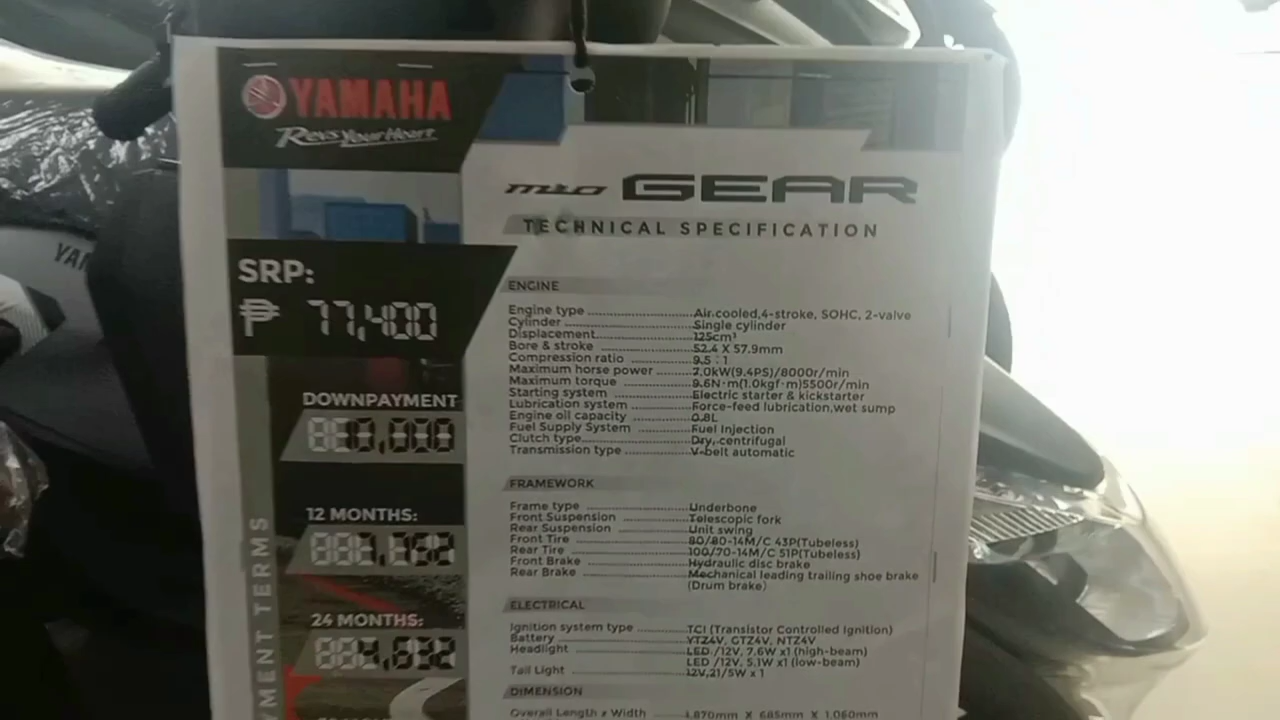 YAMAHA
Revs Your Heart
mio GEAR
TECHNICAL SPECIFICATION
SRP:
₱ 77,400
DOWNPAYMENT
12 MONTHS:
24 MONTHS:
4,632
YMENT TERMS
ENGINE
Engine type ........................ Air cooled,4-stroke, SOHC, 2-valve
Cylinder ........................ Single cylinder
Displacement ........................ 125cm³
Bore & stroke ........................ 52.4 X 57.9mm
Compression ratio ........................ 9.5 : 1
Maximum horse power ........................ 7.0kW(9.4PS)/8000r/min
Maximum torque ........................ 9.6N·m(1.0kgf·m)5500r/min
Starting system ........................ Electric starter & kickstarter
Lubrication system ........................ Force-feed lubrication,wet sump
Engine oil capacity ........................ 0.8L
Fuel Supply System ........................ Fuel Injection
Clutch type ........................ Dry, centrifugal
Transmission type ........................ V-belt automatic
FRAMEWORK
Frame type ........................ Underbone
Front Suspension ........................ Telescopic fork
Rear Suspension ........................ Unit swing
Front Tire ........................ 80/80-14M/C 43P(Tubeless)
Rear Tire ........................ 100/70-14M/C 51P(Tubeless)
Front Brake ........................ Hydraulic disc brake
Rear Brake ........................ Mechanical leading trailing shoe brake
(Drum brake)
ELECTRICAL
Ignition system type ........................ TCI (Transistor Controlled Ignition)
Battery ........................ YTZ4V, GTZ4V, NTZ4V
Headlight ........................ LED /12V, 7.6W x1 (high-beam)
LED /12V, 5.1W x1 (low-beam)
Tail Light ........................ 12V,21/5W x 1
DIMENSION
Overall Length x Width ........................ 1,870mm X 685mm X 1,060mm
YAM